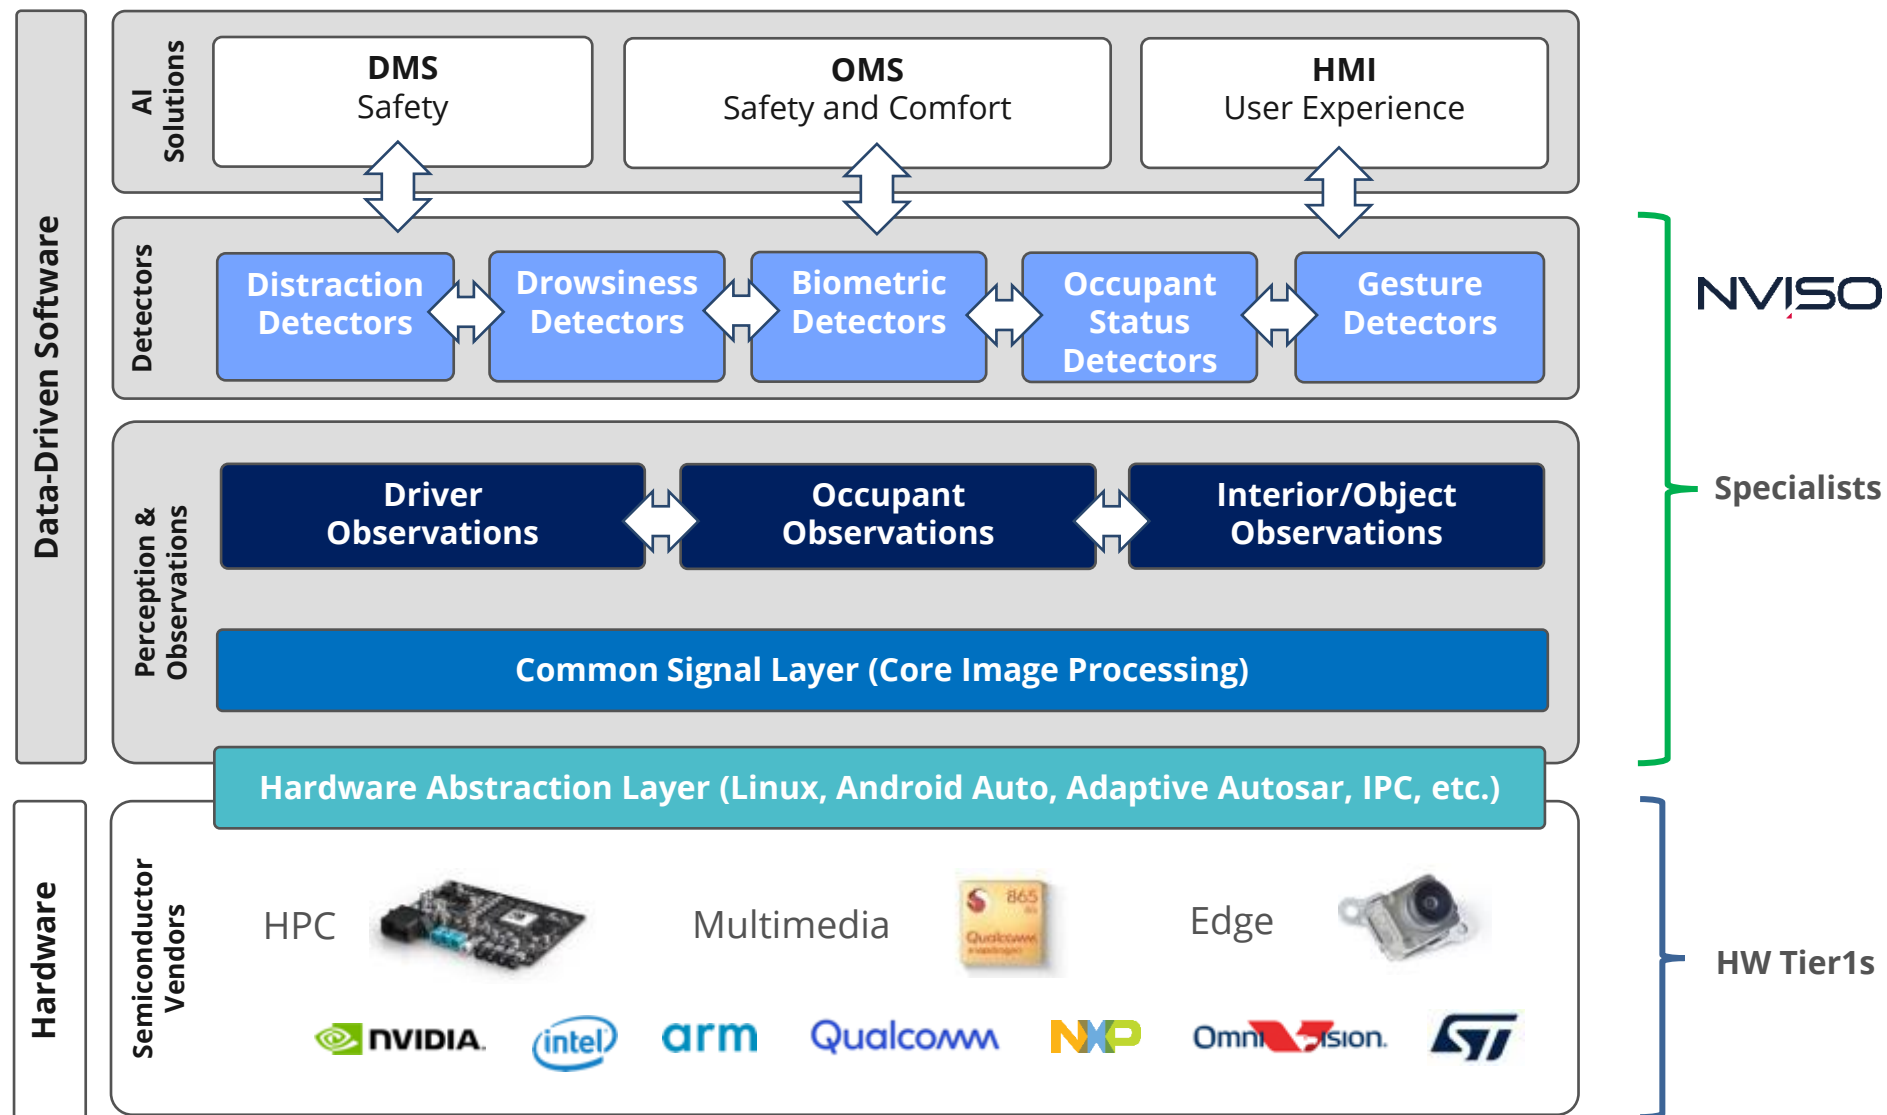 Data-Driven Software
AI
Solutions
DMS
Safety
OMS
Safety and Comfort
HMI
User Experience
Detectors
Distraction
Detectors
Drowsiness
Detectors
Biometric
Detectors
Occupant
Status
Detectors
Gesture
Detectors
NVISO
Perception &
Observations
Driver
Observations
Occupant
Observations
Interior/Object
Observations
Specialists
Common Signal Layer (Core Image Processing)
Hardware Abstraction Layer (Linux, Android Auto, Adaptive Autosar, IPC, etc.)
Hardware
Semiconductor
Vendors
HPC
Multimedia
865
Qualcomm
snapdragon
Edge
HW Tier1s
NVIDIA.
intel
arm
Qualcomm
NXP
OmniVision.
ST